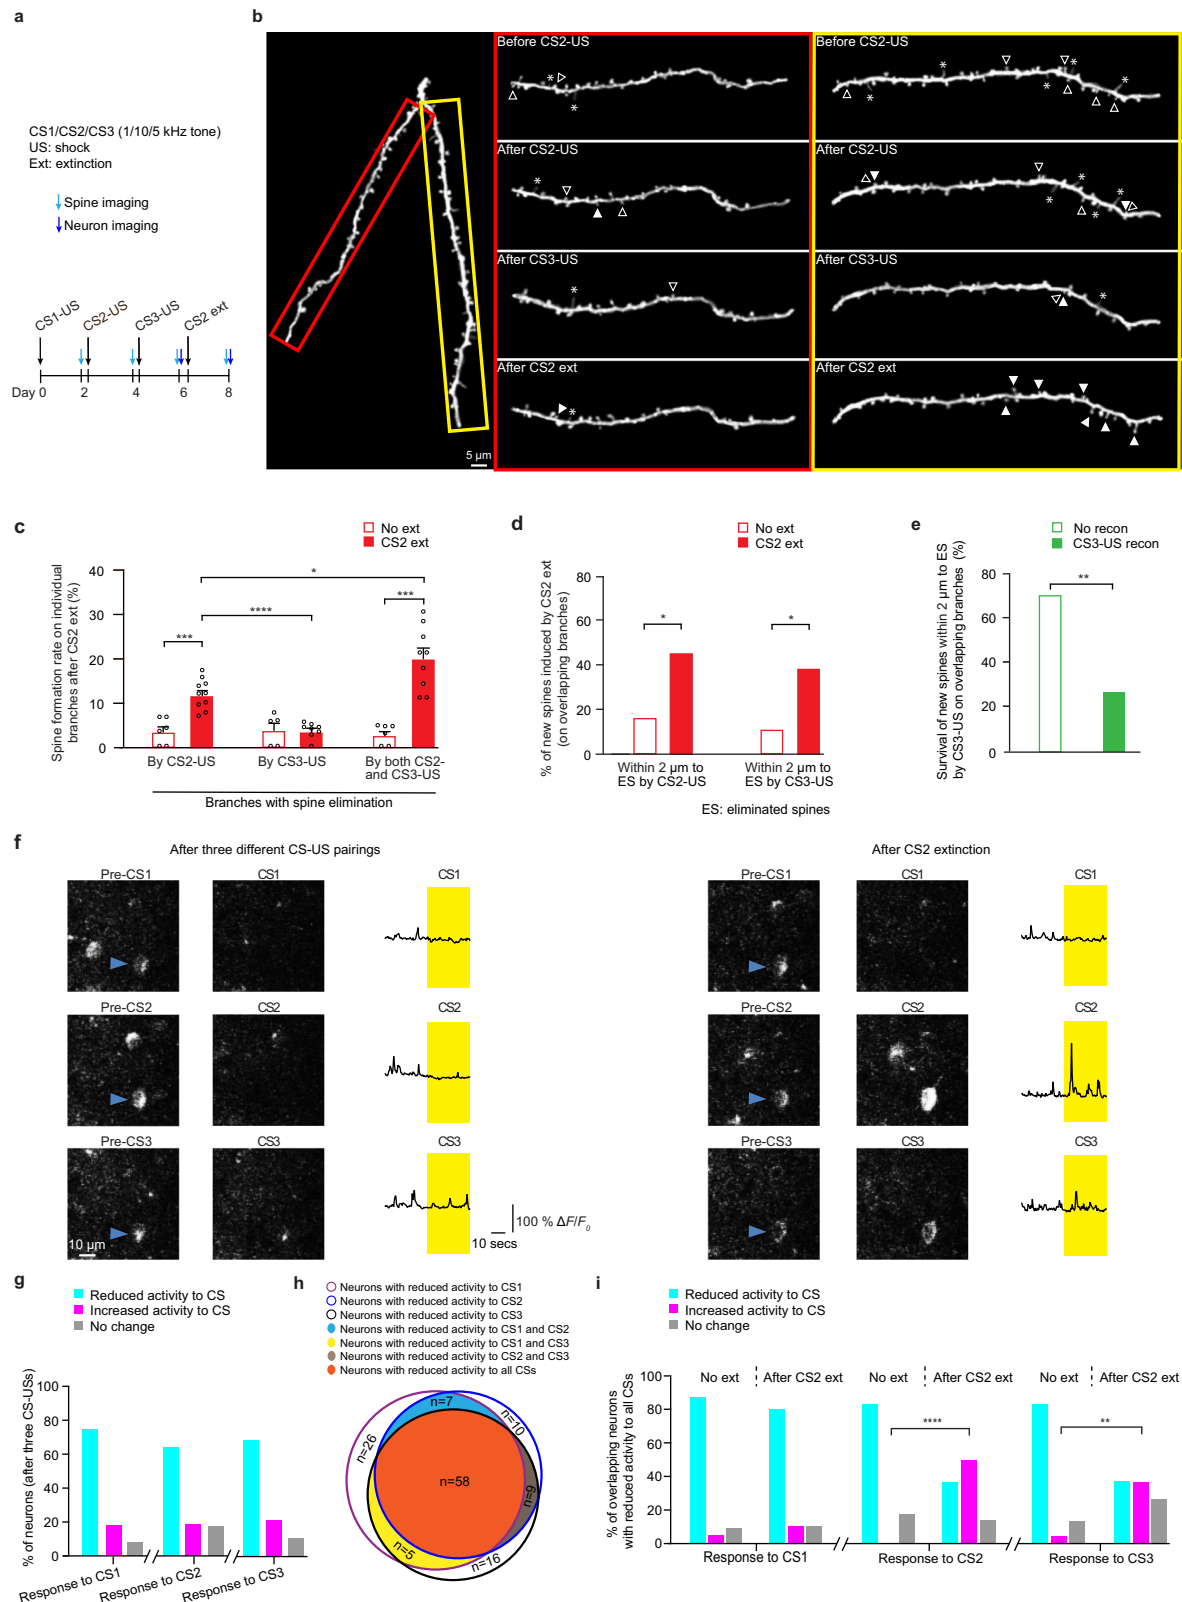 a
CS1/CS2/CS3 (1/10/5 kHz tone)
US: shock
Ext: extinction
Spine imaging
Neuron imaging
CS1-US
CS2-US
CS3-US
CS2 ext
Day 0 2 4 6 8
b
5 µm
Before CS2-US
After CS2-US
After CS3-US
After CS2 ext
Before CS2-US
After CS2-US
After CS3-US
After CS2 ext
c
No ext
CS2 ext
Spine formation rate on individual
branches after CS2 ext (%)
40
30
20
10
0
*
****
***
***
By CS2-US
By CS3-US
By both CS2-
and CS3-US
Branches with spine elimination
d
No ext
CS2 ext
% of new spines induced by CS2 ext
(on overlapping branches)
80
60
40
20
0
*
*
Within 2 µm to
ES by CS2-US
Within 2 µm to
ES by CS3-US
ES: eliminated spines
e
No recon
CS3-US recon
Survival of new spines within 2 µm to ES
by CS3-US on overlapping branches (%)
80
60
40
20
0
**
f
After three different CS-US pairings
Pre-CS1
CS1
CS1
Pre-CS2
CS2
CS2
Pre-CS3
CS3
CS3
10 µm
100 % ΔF/F0
10 secs
After CS2 extinction
Pre-CS1
CS1
CS1
Pre-CS2
CS2
CS2
Pre-CS3
CS3
CS3
g
Reduced activity to CS
Increased activity to CS
No change
% of neurons (after three CS-USs)
100
80
60
40
20
0
Response to CS1
Response to CS2
Response to CS3
h
Neurons with reduced activity to CS1
Neurons with reduced activity to CS2
Neurons with reduced activity to CS3
Neurons with reduced activity to CS1 and CS2
Neurons with reduced activity to CS1 and CS3
Neurons with reduced activity to CS2 and CS3
Neurons with reduced activity to all CSs
n=7
n=10
n=26
n=58
n=9
n=5
n=16
i
Reduced activity to CS
Increased activity to CS
No change
% of overlapping neurons
with reduced activity to all CSs
100
80
60
40
20
0
No ext
After CS2 ext
No ext
After CS2 ext
No ext
After CS2 ext
****
**
Response to CS1
Response to CS2
Response to CS3